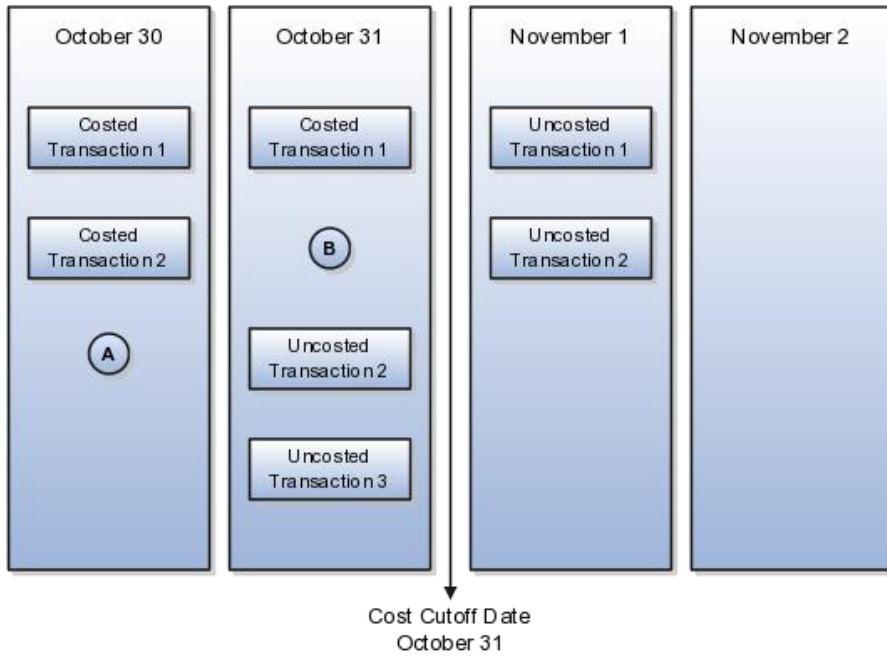 October 30
Costed
Transaction 1
Costed
Transaction 2
A
October 31
Costed
Transaction 1
B
Uncosted
Transaction 2
Uncosted
Transaction 3
November 1
Uncosted
Transaction 1
Uncosted
Transaction 2
November 2
Cost Cutoff Date
October 31